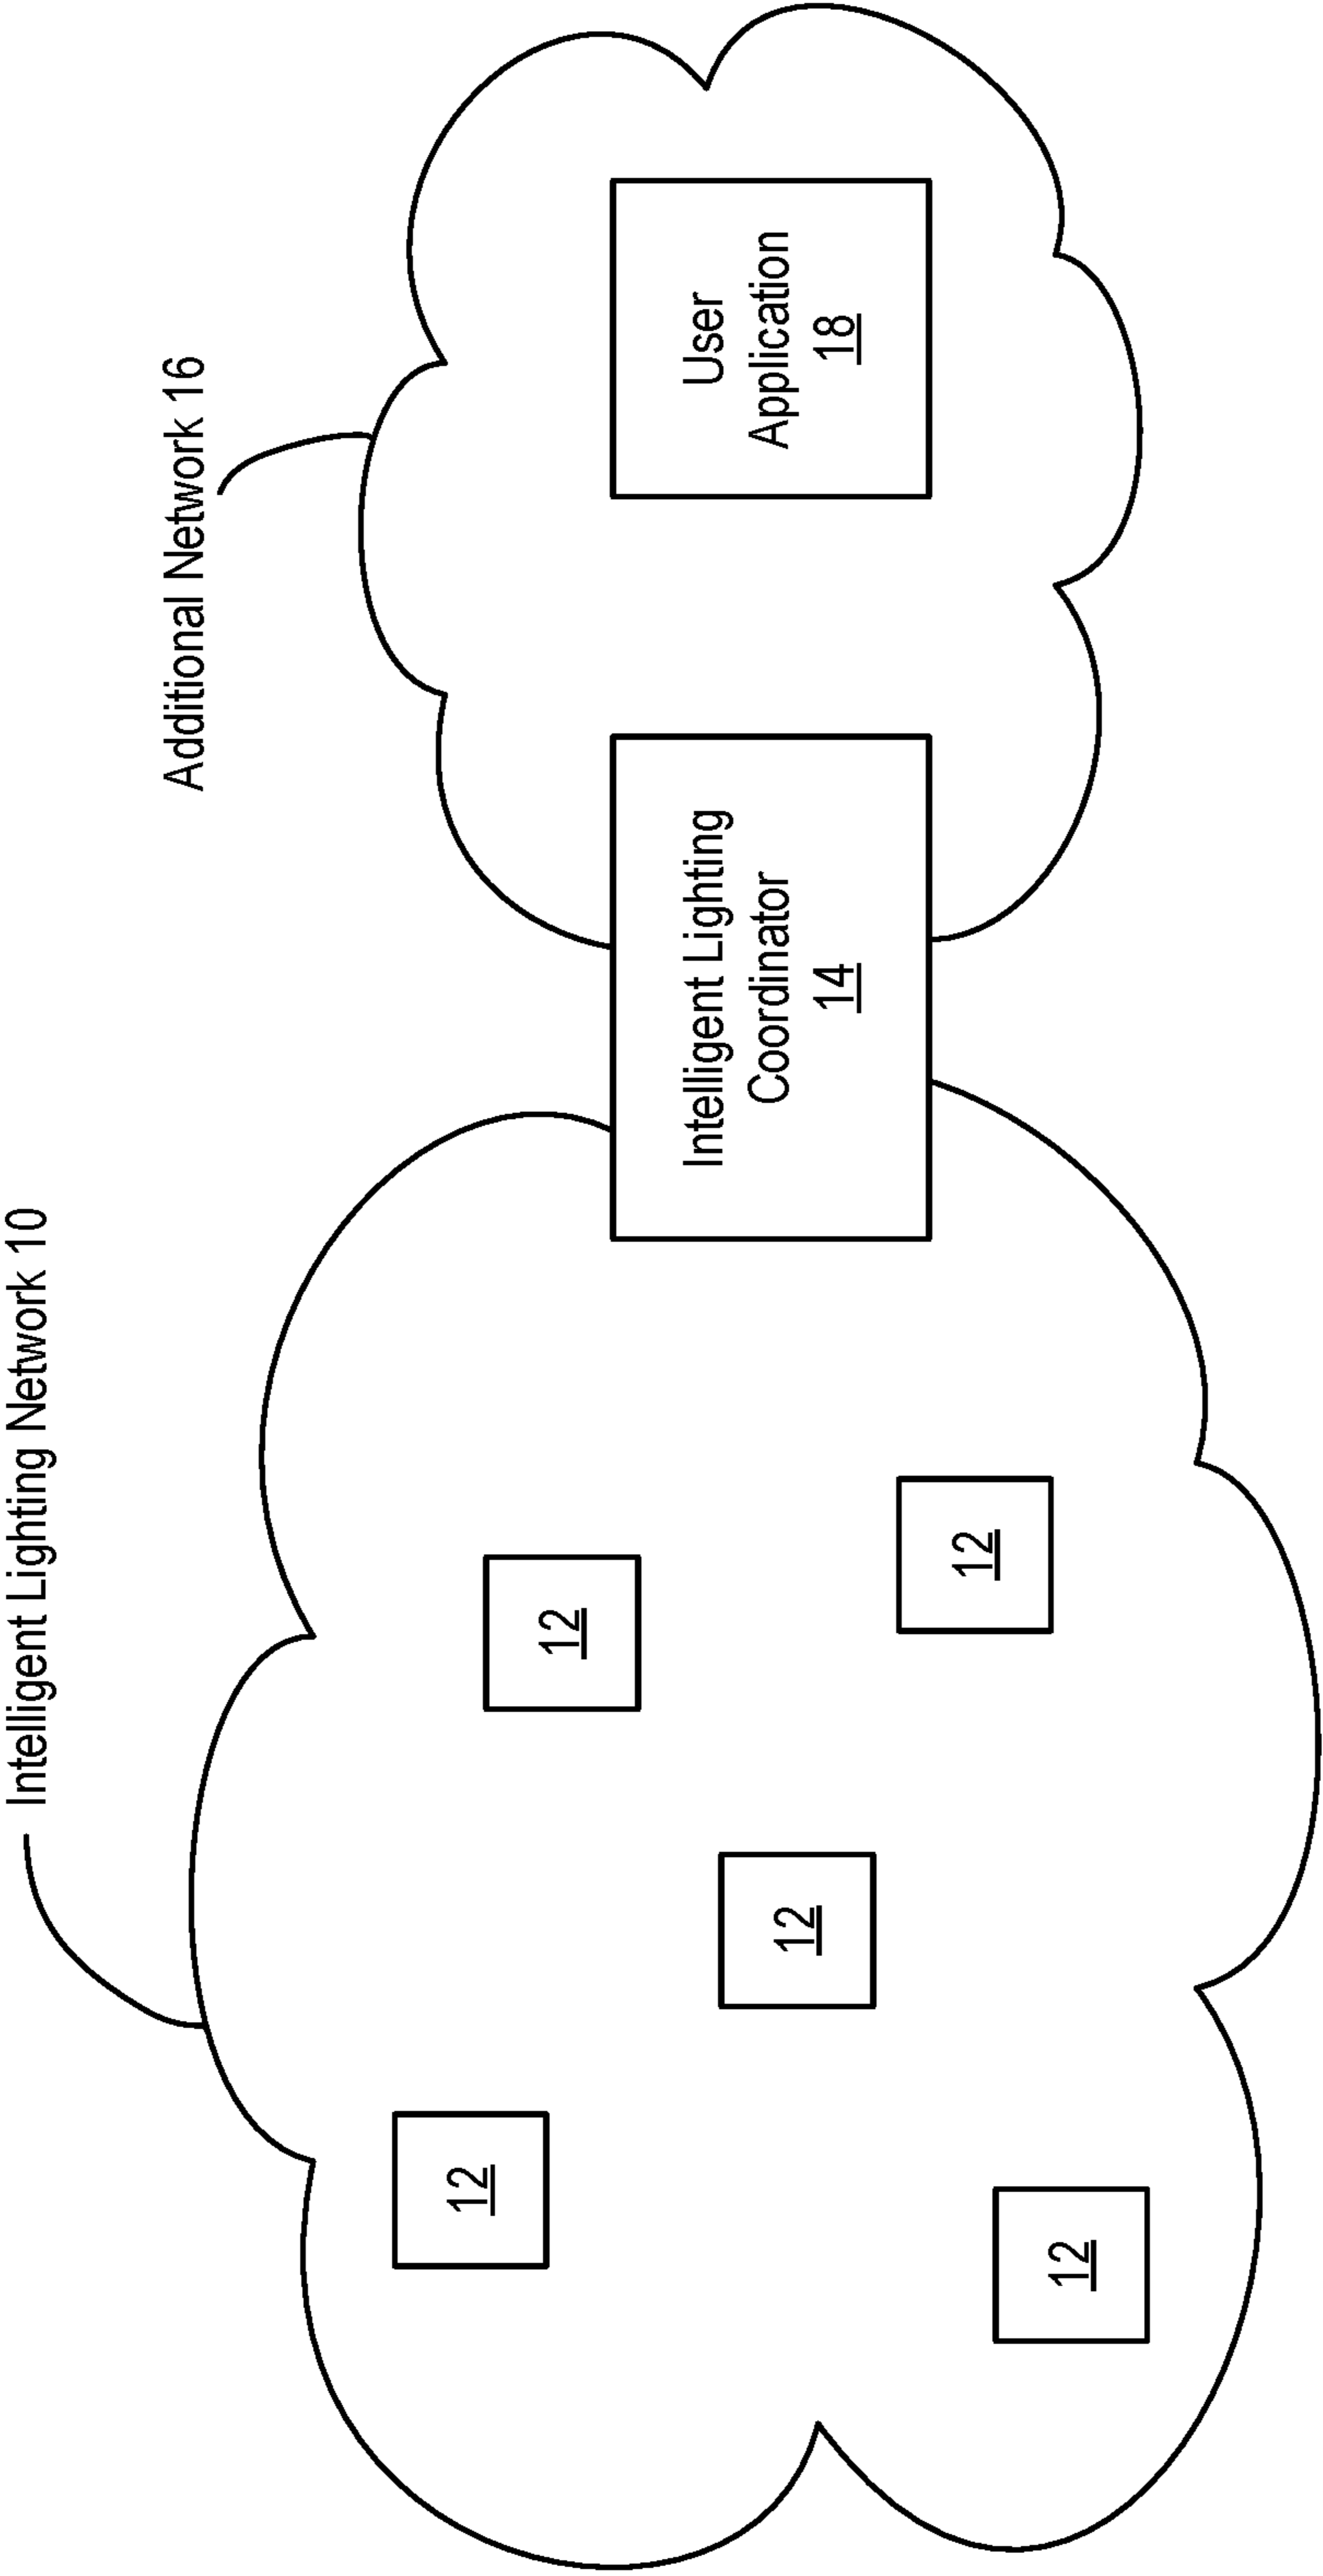 Intelligent Lighting Network 10
Additional Network 16
12
12
12
12
12
Intelligent Lighting
Coordinator
14
User
Application
18